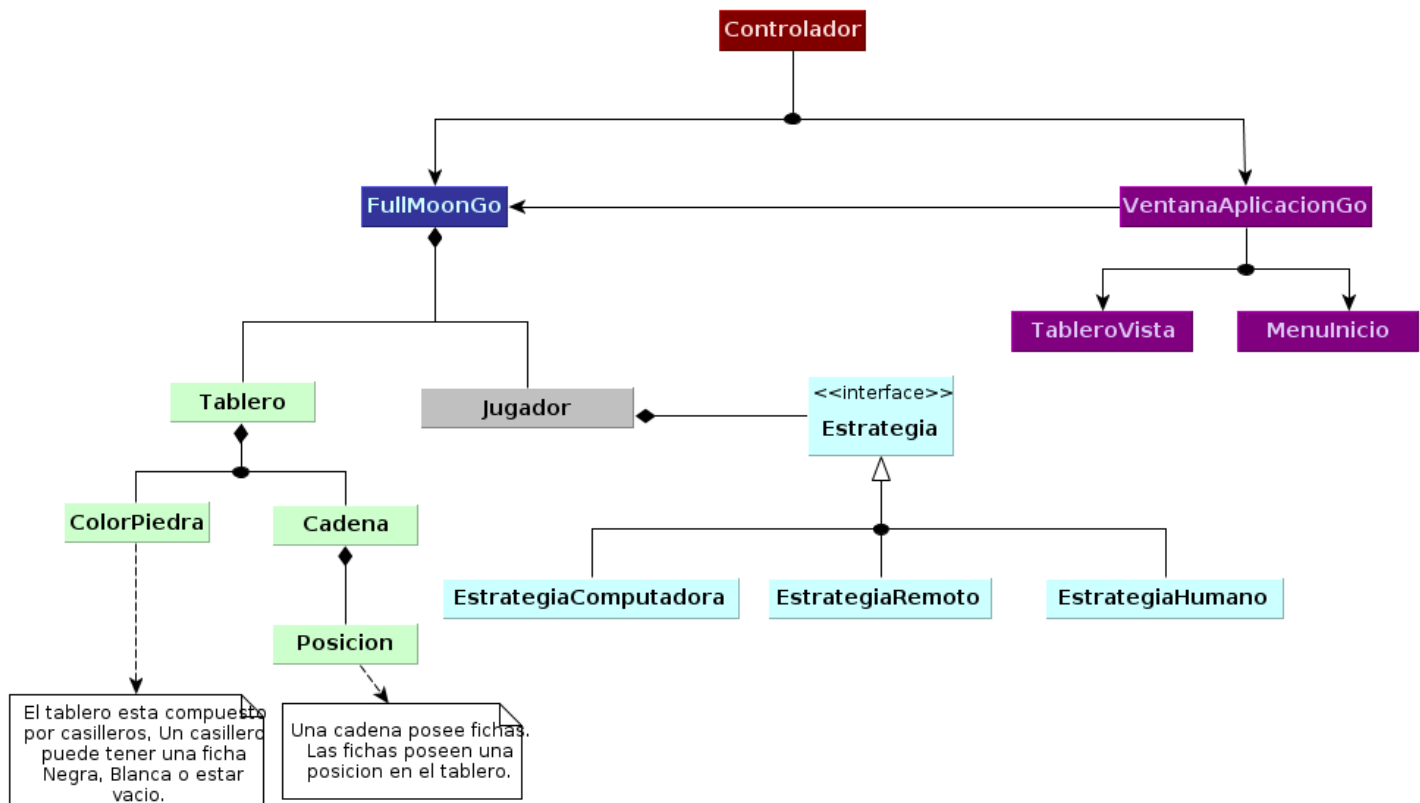 Controlador
FullMoonGo
VentanaAplicacionGo
TableroVista
MenuInicio
Tablero
Jugador
<<interface>>
Estrategia
ColorPiedra
Cadena
EstrategiaComputadora
EstrategiaRemoto
EstrategiaHumano
Posicion
El tablero esta compuesto
por casilleros, Un casillero
puede tener una ficha
Negra, Blanca o estar
vacio.
Una cadena posee fichas.
Las fichas poseen una
posicion en el tablero.